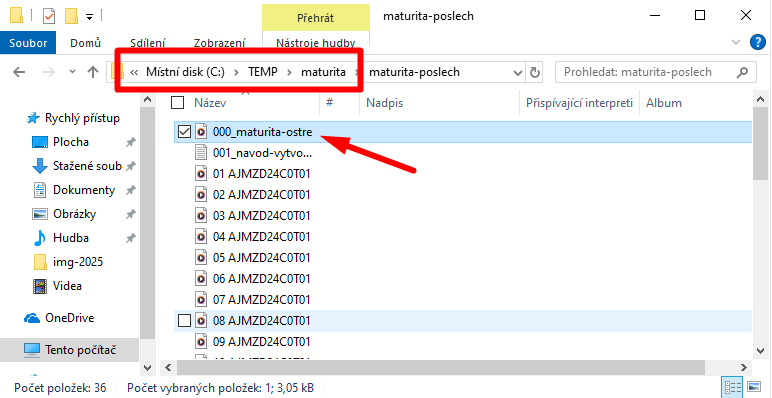 Přehrát
maturita-poslech
Soubor Domů Sdílení Zobrazení Nástroje hudby
« Místní disk (C:) › TEMP › maturita › maturita-poslech
Prohledat: maturita-poslech
Název # Nadpis Přispívající interpreti Album
Rychlý přístup
Plocha
Stažené soub
Dokumenty
Obrázky
Hudba
img-2025
Videa
OneDrive
Tento počítač
000_maturita-ostre
001_navod-vytvo...
01 AJMZD24C0T01
02 AJMZD24C0T01
03 AJMZD24C0T01
04 AJMZD24C0T01
05 AJMZD24C0T01
06 AJMZD24C0T01
07 AJMZD24C0T01
08 AJMZD24C0T01
09 AJMZD24C0T01
Počet položek: 36 Počet vybraných položek: 1; 3,05 kB